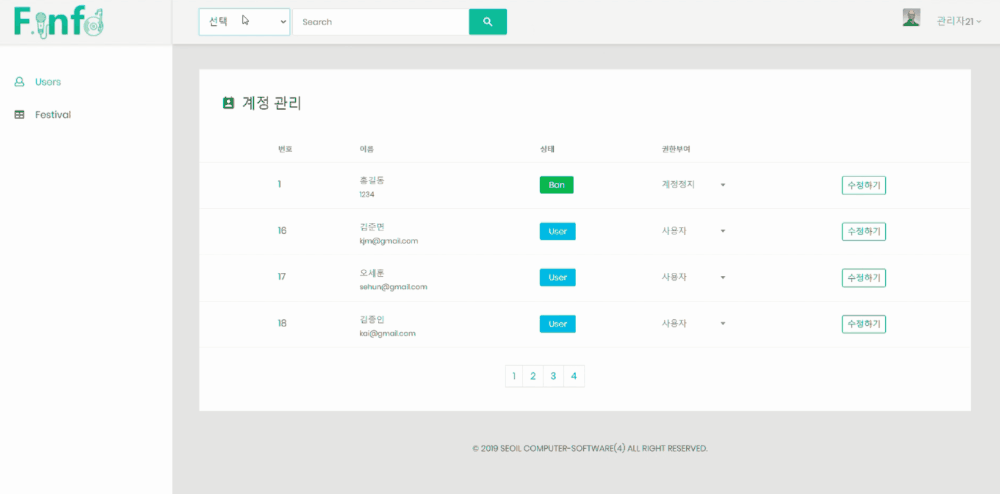 F.info
선택
Search
관리자21
Users
Festival
계정 관리
번호 이름 상태 권한부여
1 홍길동 Ban 계정정지 수정하기
1234
16 김준면 User 사용자 수정하기
kjm@gmail.com
17 오세훈 User 사용자 수정하기
sehun@gmail.com
18 김종인 User 사용자 수정하기
kai@gmail.com
1 2 3 4
© 2019 SEOIL COMPUTER-SOFTWARE(4) ALL RIGHT RESERVED.